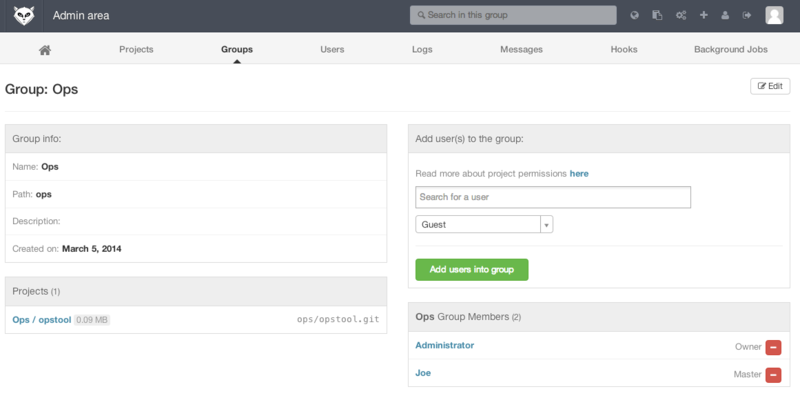 Admin area
Search in this group
Projects Groups Users Logs Messages Hooks Background Jobs
Group: Ops
Edit
Group info:
Name: Ops
Path: ops
Description:
Created on: March 5, 2014
Projects (1)
Ops / opstool 0.09 MB ops/opstool.git
Add user(s) to the group:
Read more about project permissions here
Search for a user
Guest
Add users into group
Ops Group Members (2)
Administrator Owner
Joe Master